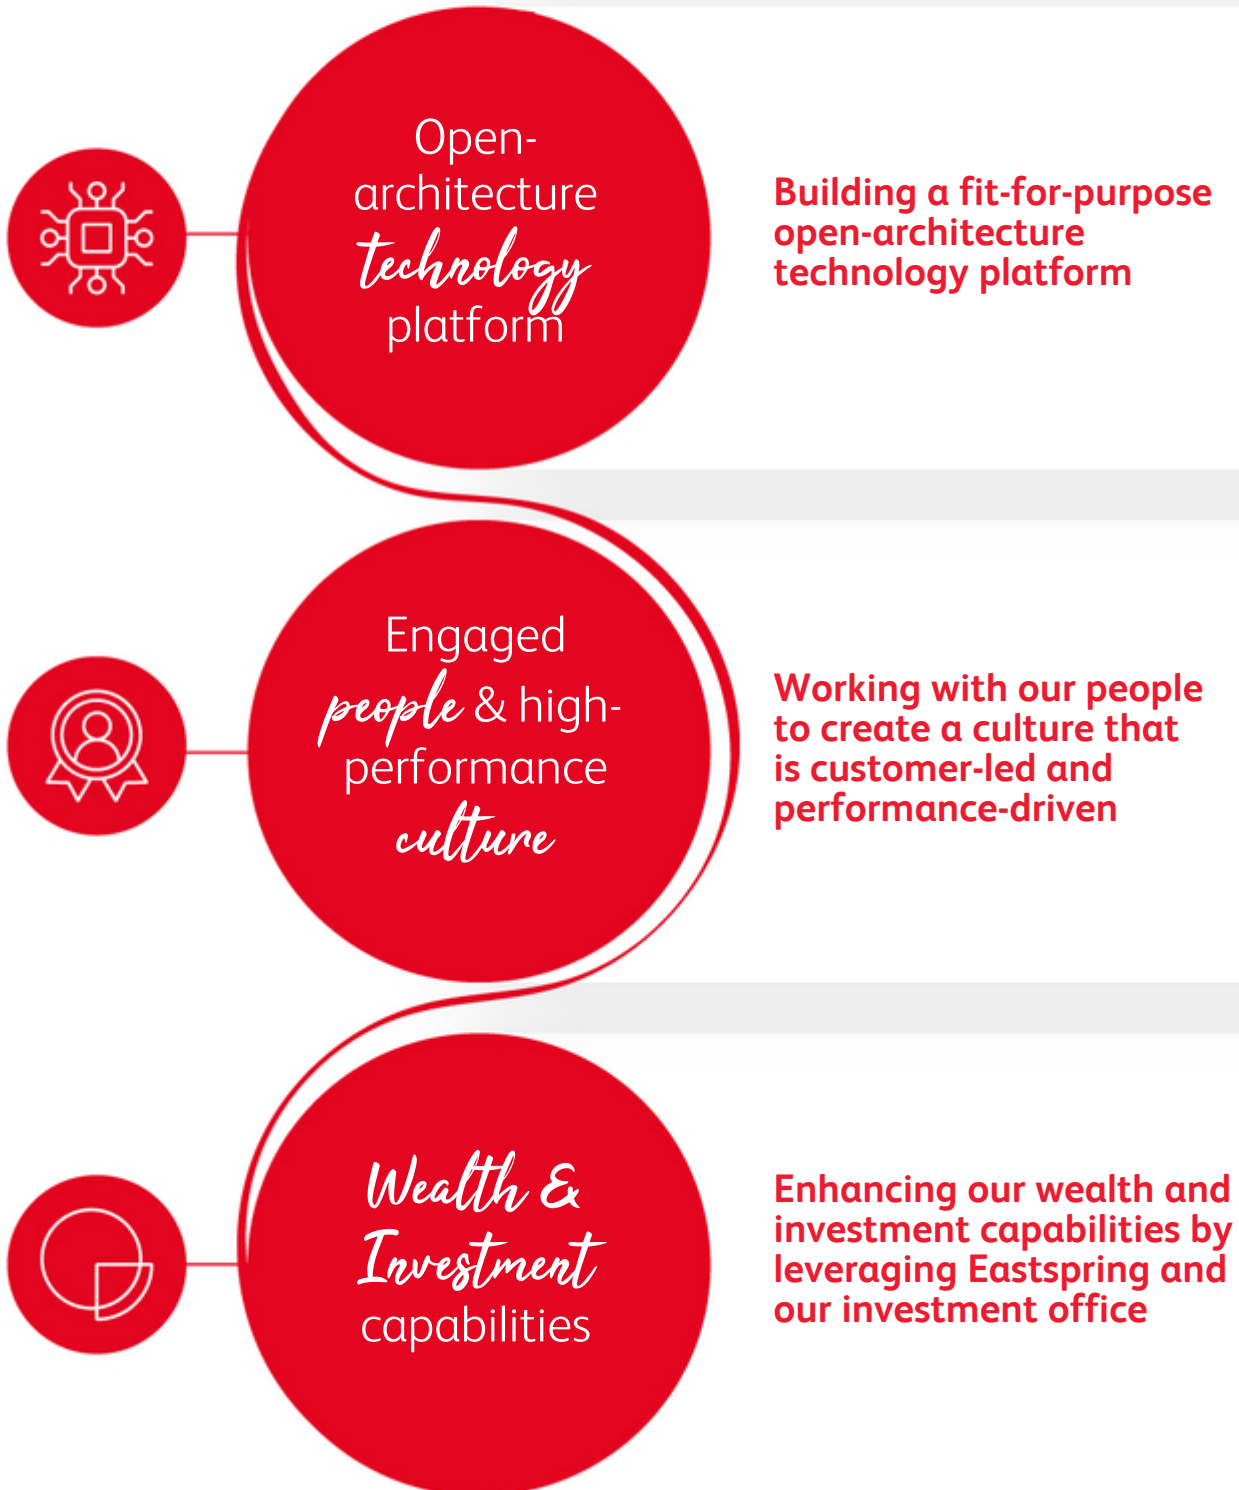 Open-
architecture
technology
platform
Building a fit-for-purpose
open-architecture
technology platform
Engaged
people & high-
performance
culture
Working with our people
to create a culture that
is customer-led and
performance-driven
Wealth &
Investment
capabilities
Enhancing our wealth and
investment capabilities by
leveraging Eastspring and
our investment office